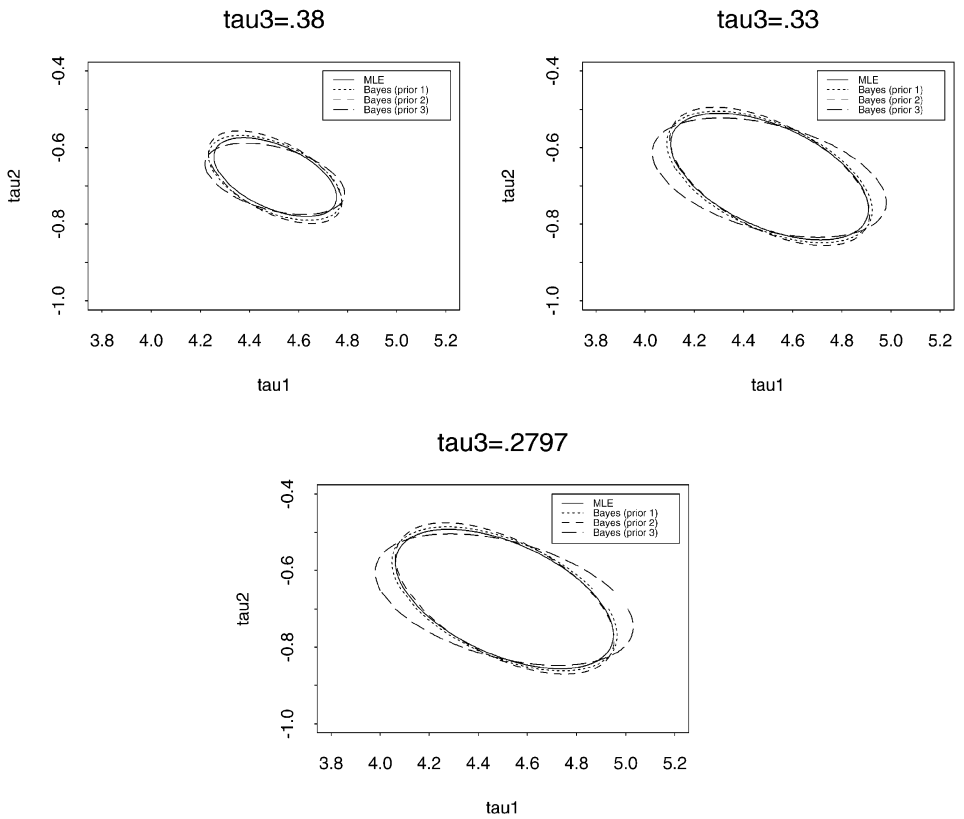 tau3=.38
MLE
Bayes (prior 1)
Bayes (prior 2)
Bayes (prior 3)
tau2
-0.4
-0.6
-0.8
-1.0
3.8 4.0 4.2 4.4 4.6 4.8 5.0 5.2
tau1
tau3=.33
MLE
Bayes (prior 1)
Bayes (prior 2)
Bayes (prior 3)
tau2
-0.4
-0.6
-0.8
-1.0
3.8 4.0 4.2 4.4 4.6 4.8 5.0 5.2
tau1
tau3=.2797
MLE
Bayes (prior 1)
Bayes (prior 2)
Bayes (prior 3)
tau2
-0.4
-0.6
-0.8
-1.0
3.8 4.0 4.2 4.4 4.6 4.8 5.0 5.2
tau1